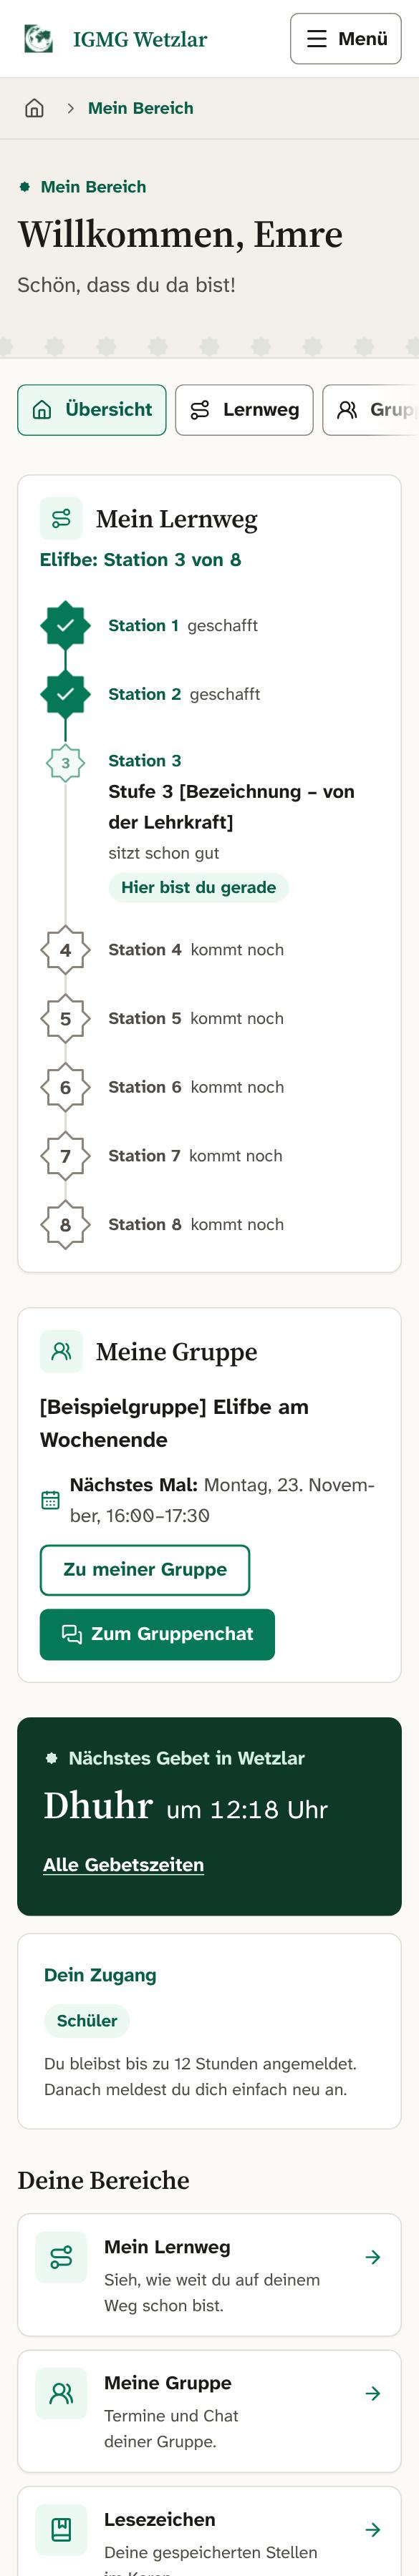 IGMG Wetzlar
Menü
Mein Bereich
Mein Bereich
Willkommen, Emre
Schön, dass du da bist!
Übersicht
Lernweg
Mein Lernweg
Elifbe: Station 3 von 8
Station 1 geschafft
Station 2 geschafft
3
Station 3
Stufe 3 [Bezeichnung – von
der Lehrkraft]
sitzt schon gut
Hier bist du gerade
4 Station 4 kommt noch
5 Station 5 kommt noch
6 Station 6 kommt noch
7 Station 7 kommt noch
8 Station 8 kommt noch
Meine Gruppe
[Beispielgruppe] Elifbe am
Wochenende
Nächstes Mal: Montag, 23. Novem-
ber, 16:00–17:30
Zu meiner Gruppe
Zum Gruppenchat
Nächstes Gebet in Wetzlar
Dhuhr um 12:18 Uhr
Alle Gebetszeiten
Dein Zugang
Schüler
Du bleibst bis zu 12 Stunden angemeldet.
Danach meldest du dich einfach neu an.
Deine Bereiche
Mein Lernweg
Sieh, wie weit du auf deinem
Weg schon bist.
Meine Gruppe
Termine und Chat
deiner Gruppe.
Lesezeichen
Deine gespeicherten Stellen